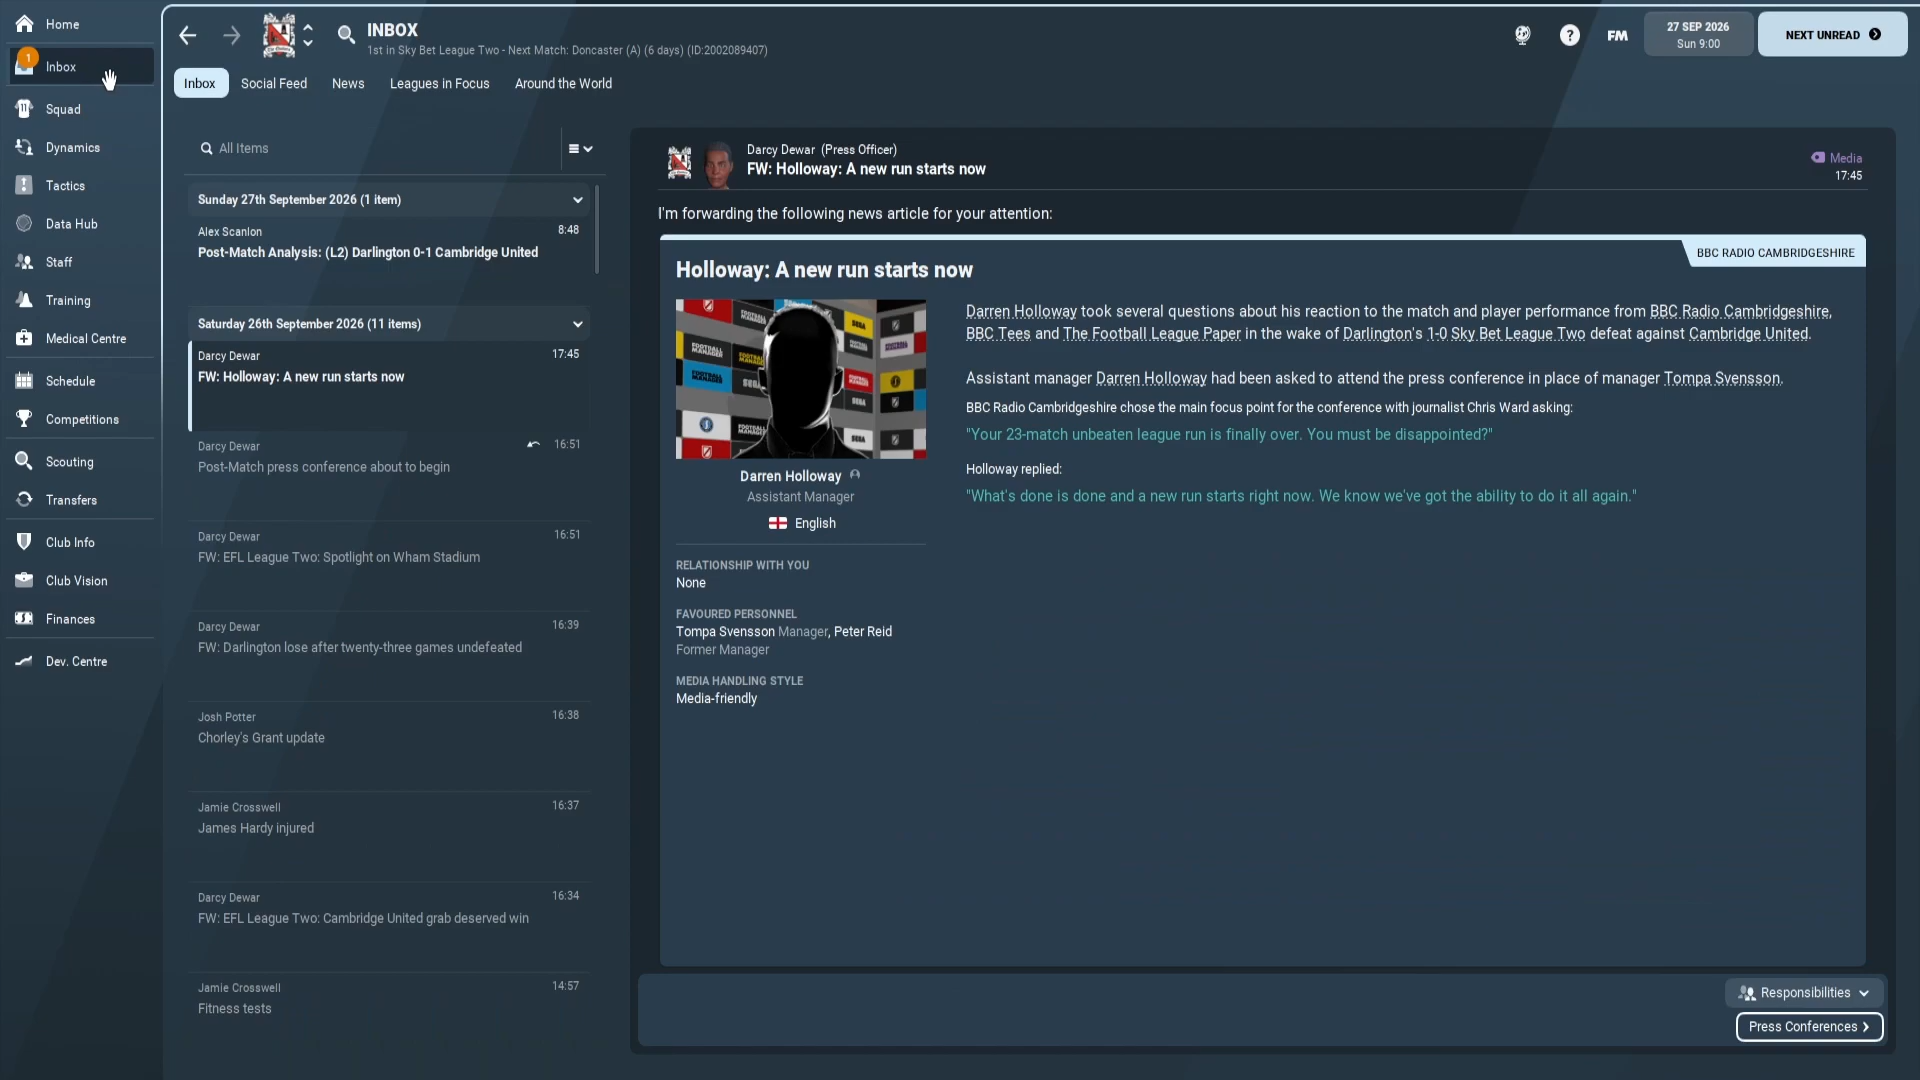 Home
1
Inbox
Squad
Dynamics
Tactics
Data Hub
Staff
Training
Medical Centre
Schedule
Competitions
Scouting
Transfers
Club Info
Club Vision
Finances
Dev. Centre
INBOX
1st in Sky Bet League Two - Next Match: Doncaster (A) (6 days) (ID:2002089407)
FM
27 SEP 2026
Sun 9:00
NEXT UNREAD
Inbox
Social Feed
News
Leagues in Focus
Around the World
All Items
Sunday 27th September 2026 (1 item)
Alex Scanlon
8:48
Post-Match Analysis: (L2) Darlington 0-1 Cambridge United
Saturday 26th September 2026 (11 items)
Darcy Dewar
17:45
FW: Holloway: A new run starts now
Darcy Dewar
16:51
Post-Match press conference about to begin
Darcy Dewar
16:51
FW: EFL League Two: Spotlight on Wham Stadium
Darcy Dewar
16:39
FW: Darlington lose after twenty-three games undefeated
Josh Potter
16:38
Chorley's Grant update
Jamie Crosswell
16:37
James Hardy injured
Darcy Dewar
16:34
FW: EFL League Two: Cambridge United grab deserved win
Jamie Crosswell
14:57
Fitness tests
Darcy Dewar (Press Officer)
FW: Holloway: A new run starts now
Media
17:45
I'm forwarding the following news article for your attention:
BBC RADIO CAMBRIDGESHIRE
Holloway: A new run starts now
Darren Holloway
Assistant Manager
English
RELATIONSHIP WITH YOU
None
FAVOURED PERSONNEL
Tompa Svensson Manager, Peter Reid
Former Manager
MEDIA HANDLING STYLE
Media-friendly
Darren Holloway took several questions about his reaction to the match and player performance from BBC Radio Cambridgeshire,
BBC Tees and The Football League Paper in the wake of Darlington's 1-0 Sky Bet League Two defeat against Cambridge United.
Assistant manager Darren Holloway had been asked to attend the press conference in place of manager Tompa Svensson.
BBC Radio Cambridgeshire chose the main focus point for the conference with journalist Chris Ward asking:
"Your 23-match unbeaten league run is finally over. You must be disappointed?"
Holloway replied:
"What's done is done and a new run starts right now. We know we've got the ability to do it all again."
Responsibilities
Press Conferences